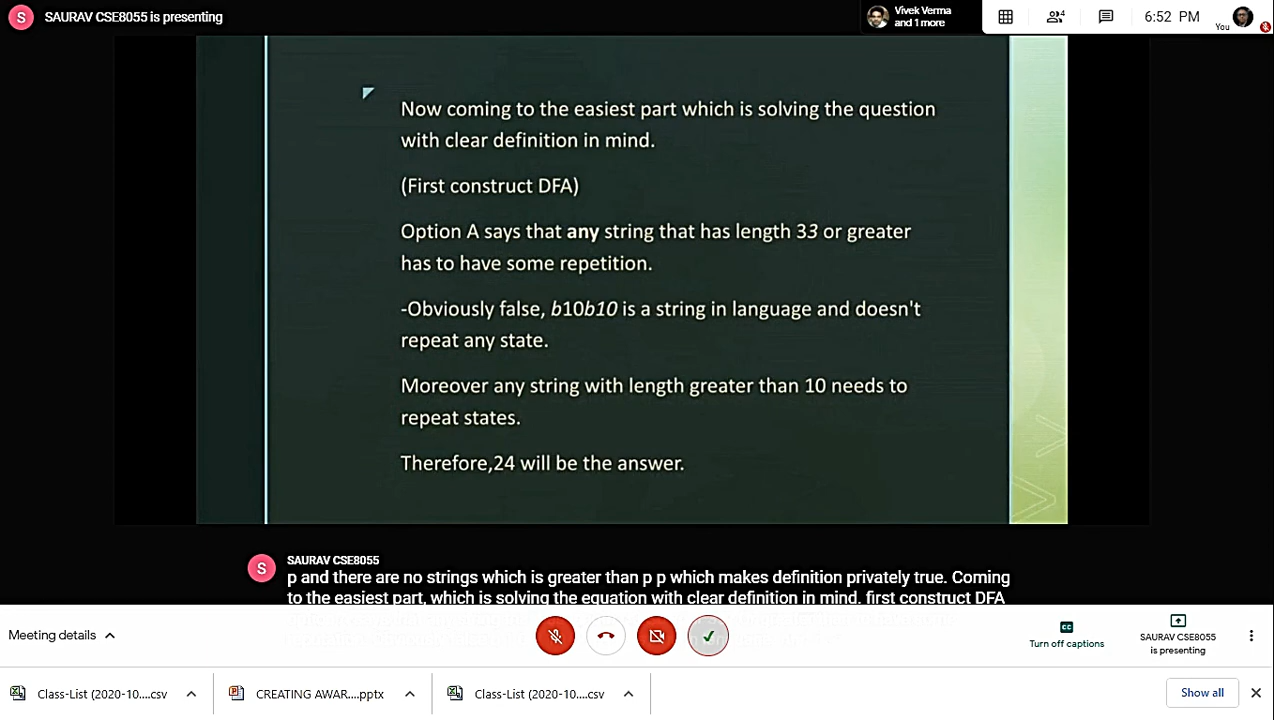 S SAURAV CSE8055 is presenting
Vivek Verma
and 1 more
4
6:52 PM
You
Now coming to the easiest part which is solving the question
with clear definition in mind.
(First construct DFA)
Option A says that any string that has length 33 or greater
has to have some repetition.
-Obviously false, b10b10 is a string in language and doesn't
repeat any state.
Moreover any string with length greater than 10 needs to
repeat states.
Therefore,24 will be the answer.
SAURAV CSE8055
S
p and there are no strings which is greater than p p which makes definition privately true. Coming
to the easiest part, which is solving the equation with clear definition in mind. first construct DFA
Meeting details
CC
Turn off captions
SAURAV CSE8055
is presenting
Class-List (2020-10....csv
CREATING AWAR....pptx
Class-List (2020-10....csv
Show all